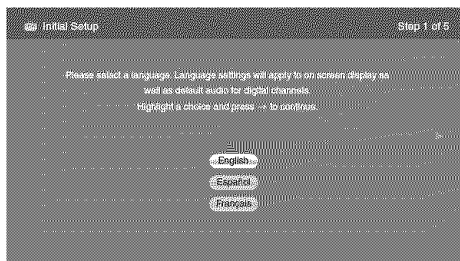 Initial Setup
Step 1 of 5
Please select a language. Language settings will apply to on screen display as
well as default audio for digital channels.
Highlight a choice and press → to continue.
English
Español
Français